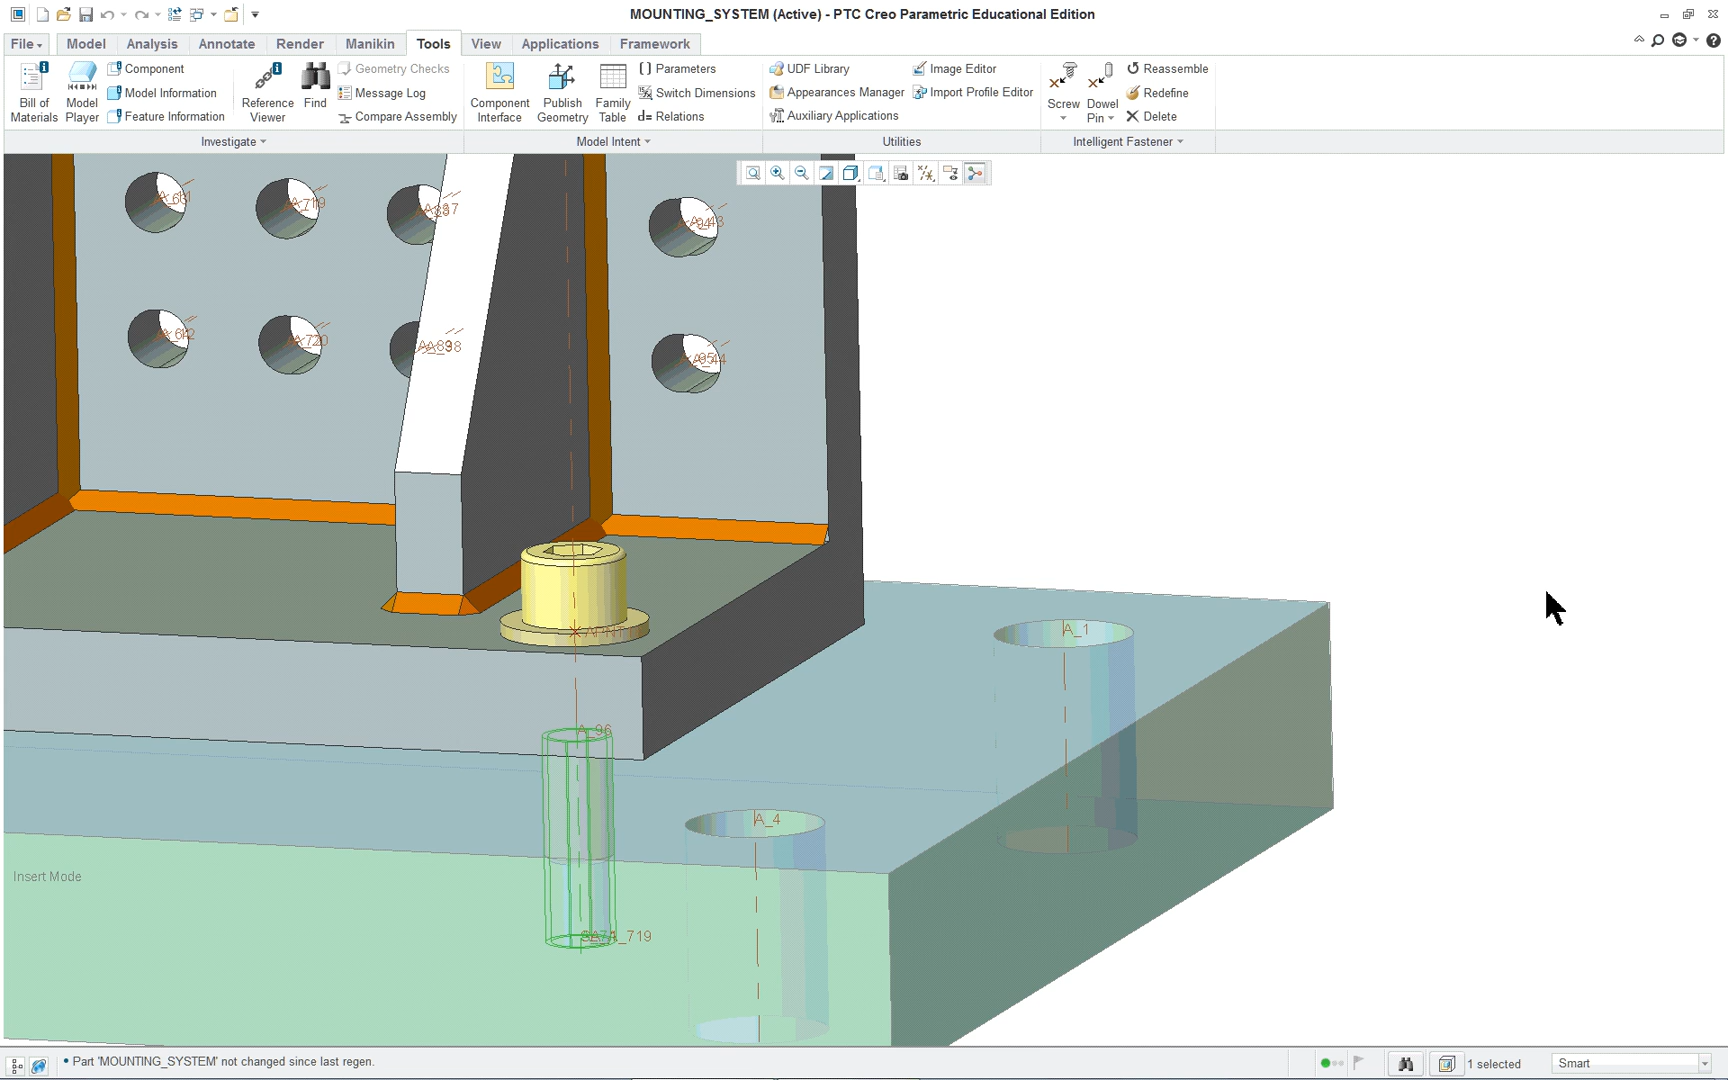 MOUNTING_SYSTEM (Active) - PTC Creo Parametric Educational Edition
File Model Analysis Annotate Render Manikin Tools View Applications Framework
Bill of Materials
Model Player
Component
Model Information
Feature Information
Reference Viewer
Find
Geometry Checks
Message Log
Compare Assembly
Component Interface
Publish Geometry
Family Table
Parameters
Switch Dimensions
d= Relations
UDF Library
Appearances Manager
Auxiliary Applications
Image Editor
Import Profile Editor
Screw
Dowel Pin
Reassemble
Redefine
Delete
Investigate Model Intent Utilities Intelligent Fastener
A_1
A_96
A_4
Insert Mode
Part 'MOUNTING_SYSTEM' not changed since last regen.
1 selected
Smart